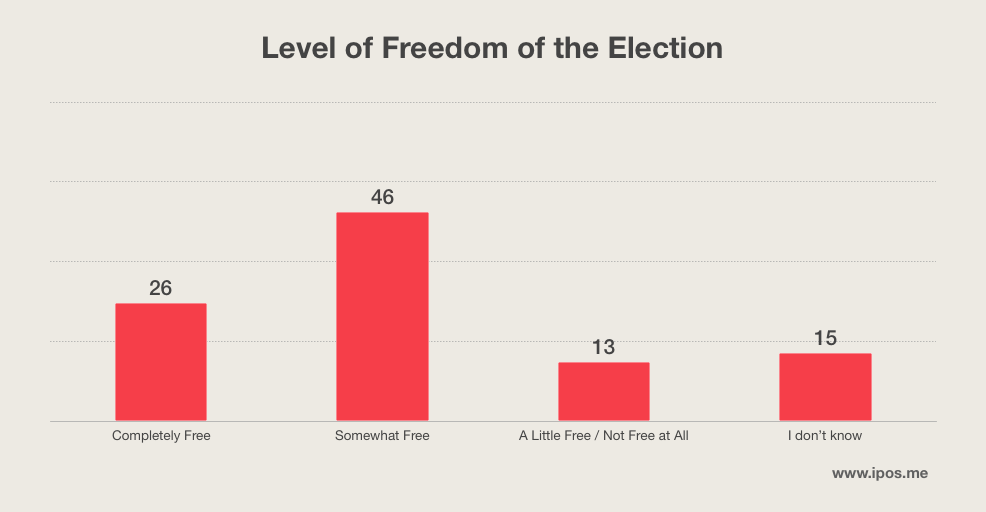 Level of Freedom of the Election
26
46
13
15
Completely Free
Somewhat Free
A Little Free / Not Free at All
I don’t know
www.ipos.me